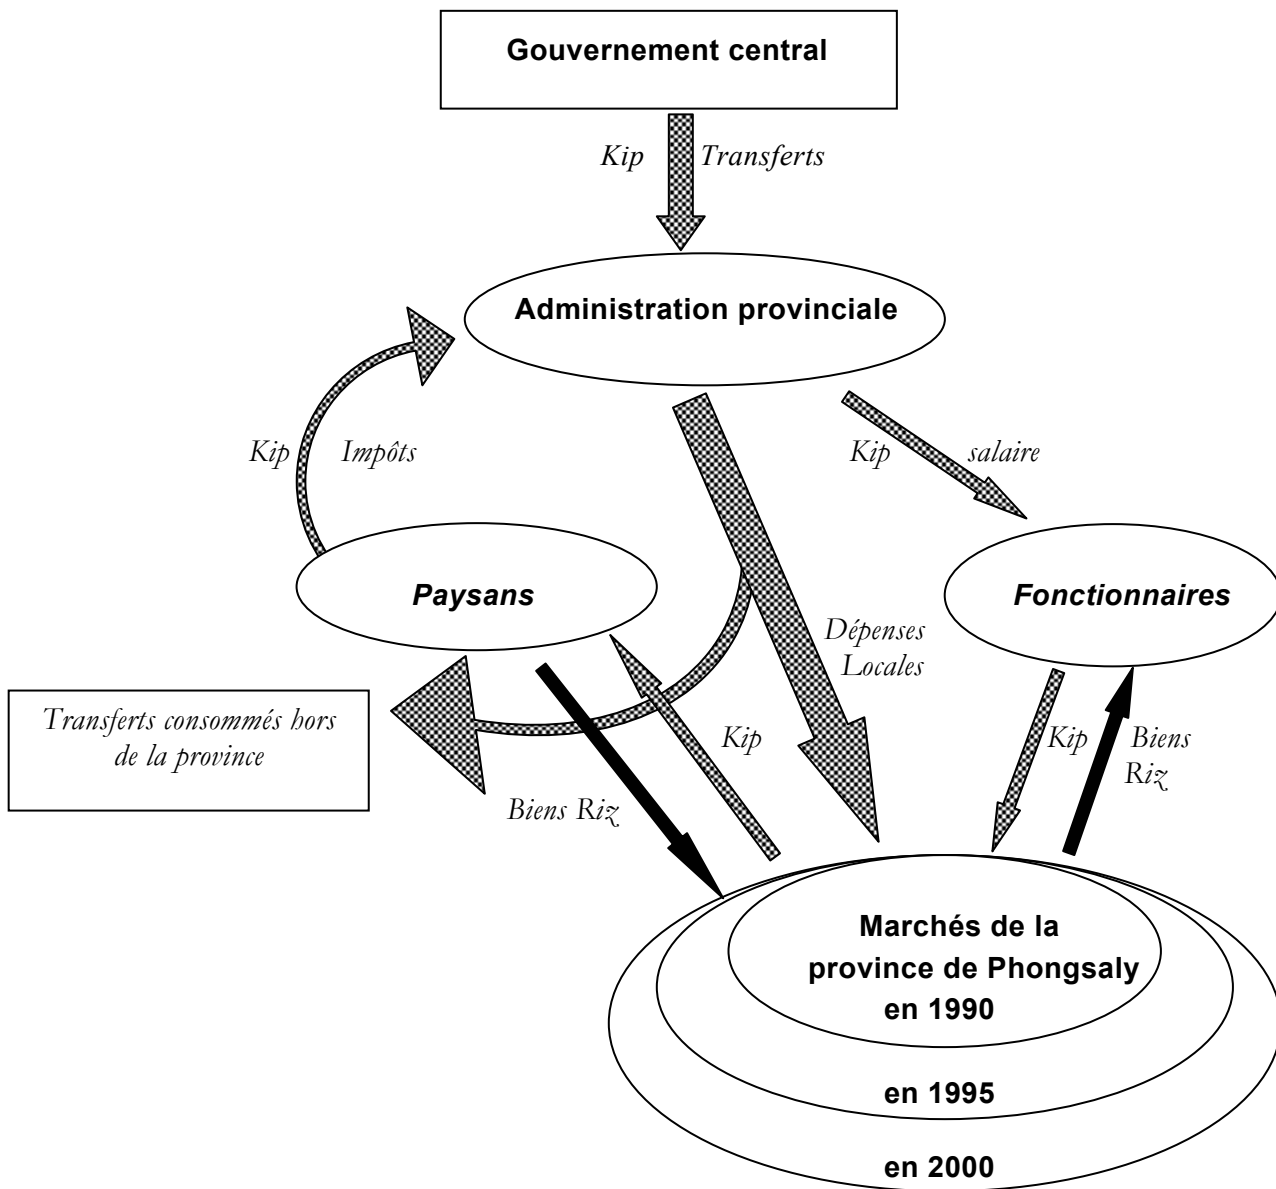 Gouvernement central
Kip Transferts
Administration provinciale
Kip Impôts
Kip salaire
Paysans
Fonctionnaires
Dépenses
Locales
Transferts consommés hors
de la province
Kip
Kip
Biens
Riz
Biens Riz
Marchés de la
province de Phongsaly
en 1990
en 1995
en 2000